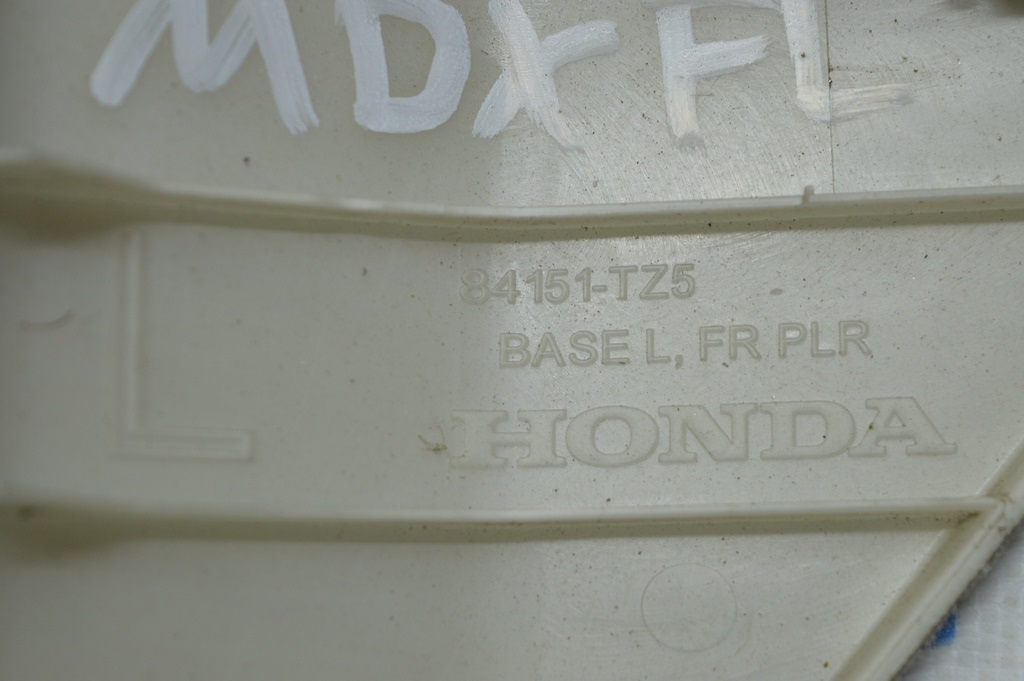 MDX FL
84151-TZ5
BASE L, FR PLR
L
HONDA